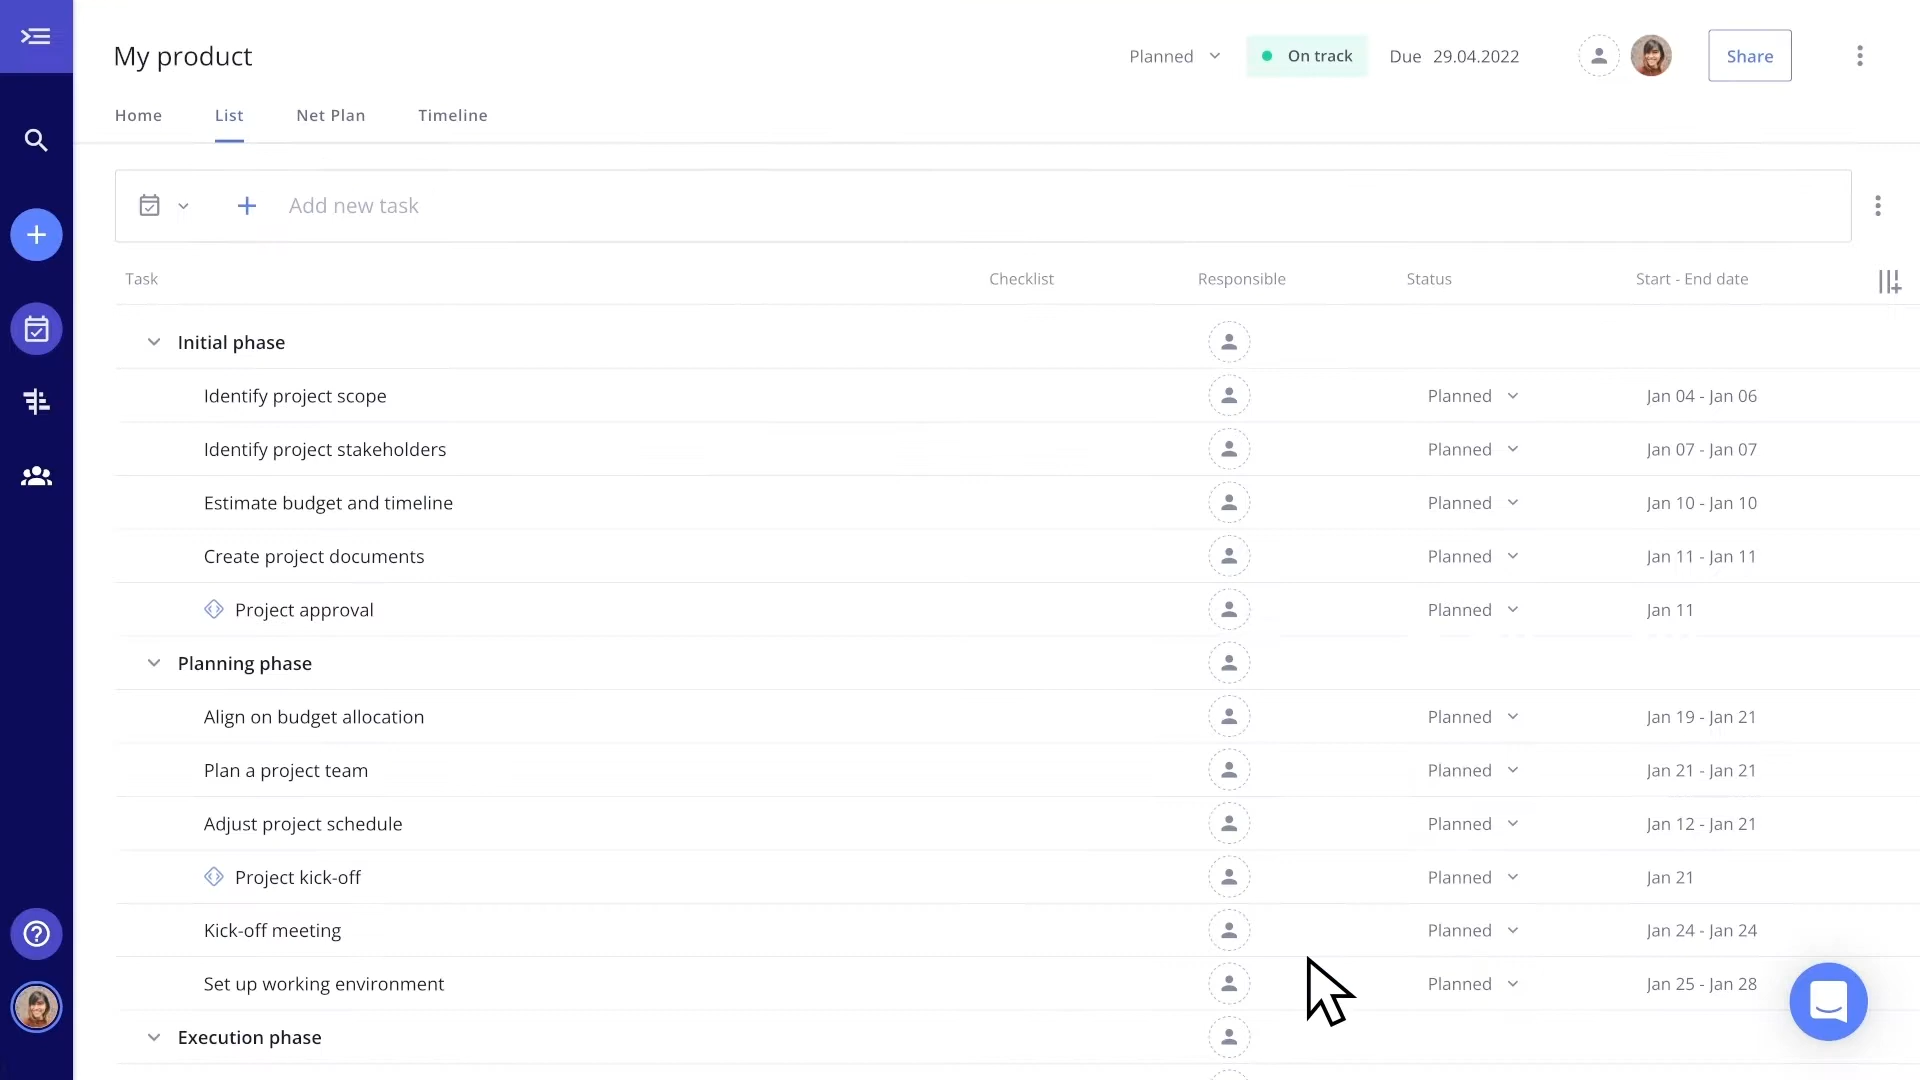 My product
Planned On track Due 29.04.2022 Share
Home List Net Plan Timeline
Add new task
Task Checklist Responsible Status Start - End date
Initial phase
Identify project scope Planned Jan 04 - Jan 06
Identify project stakeholders Planned Jan 07 - Jan 07
Estimate budget and timeline Planned Jan 10 - Jan 10
Create project documents Planned Jan 11 - Jan 11
Project approval Planned Jan 11
Planning phase
Align on budget allocation Planned Jan 19 - Jan 21
Plan a project team Planned Jan 21 - Jan 21
Adjust project schedule Planned Jan 12 - Jan 21
Project kick-off Planned Jan 21
Kick-off meeting Planned Jan 24 - Jan 24
Set up working environment Planned Jan 25 - Jan 28
Execution phase